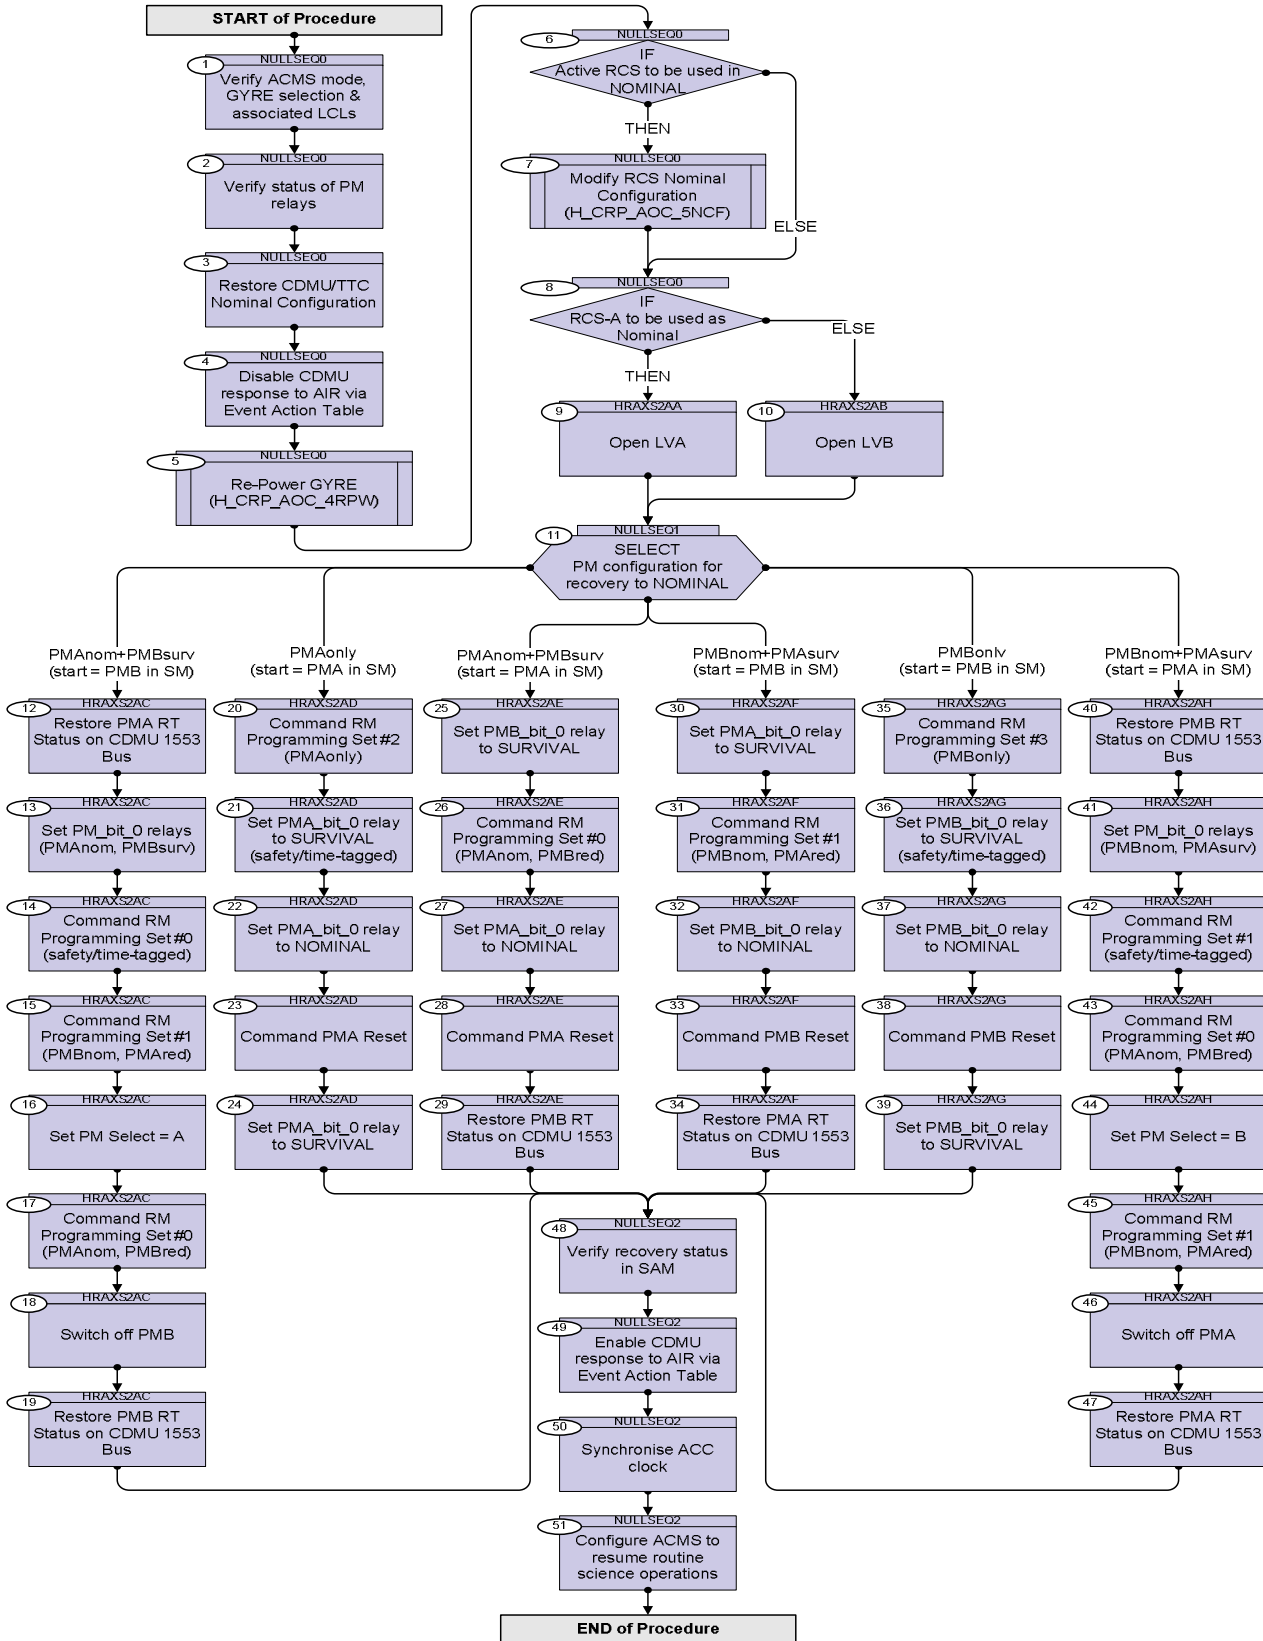 START of Procedure
NULLSEQ0
1
Verify ACMS mode,
GYRE selection &
associated LCLs
NULLSEQ0
2
Verify status of PM
relays
NULLSEQ0
3
Restore CDMU/TTC
Nominal Configuration
NULLSEQ0
4
Disable CDMU
response to AIR via
Event Action Table
NULLSEQ0
5
Re-Power GYRE
(H_CRP_AOC_4RPW)
NULLSEQ0
6
IF
Active RCS to be used in
NOMINAL
THEN
ELSE
NULLSEQ0
7
Modify RCS Nominal
Configuration
(H_CRP_AOC_5NCF)
NULLSEQ0
8
IF
RCS-A to be used as
Nominal
THEN
ELSE
HRAXS2AA
9
Open LVA
HRAXS2AB
10
Open LVB
NULLSEQ1
11
SELECT
PM configuration for
recovery to NOMINAL
PMAnom+PMBsurv
(start = PMB in SM)
HRAXS2AC
12
Restore PMA RT
Status on CDMU 1553
Bus
HRAXS2AC
13
Set PM_bit_0 relays
(PMAnom, PMBsurv)
HRAXS2AC
14
Command RM
Programming Set #0
(safety/time-tagged)
HRAXS2AC
15
Command RM
Programming Set #1
(PMBnom, PMAred)
HRAXS2AC
16
Set PM Select = A
HRAXS2AC
17
Command RM
Programming Set #0
(PMAnom, PMBred)
HRAXS2AC
18
Switch off PMB
HRAXS2AC
19
Restore PMB RT
Status on CDMU 1553
Bus
PMAonly
(start = PMA in SM)
HRAXS2AD
20
Command RM
Programming Set #2
(PMAonly)
HRAXS2AD
21
Set PMA_bit_0 relay
to SURVIVAL
(safety/time-tagged)
HRAXS2AD
22
Set PMA_bit_0 relay
to NOMINAL
HRAXS2AD
23
Command PMA Reset
HRAXS2AD
24
Set PMA_bit_0 relay
to SURVIVAL
PMAnom+PMBsurv
(start = PMA in SM)
HRAXS2AE
25
Set PMB_bit_0 relay
to SURVIVAL
HRAXS2AE
26
Command RM
Programming Set #0
(PMAnom, PMBred)
HRAXS2AE
27
Set PMA_bit_0 relay
to NOMINAL
HRAXS2AE
28
Command PMA Reset
HRAXS2AE
29
Restore PMB RT
Status on CDMU 1553
Bus
PMBnom+PMAsurv
(start = PMB in SM)
HRAXS2AF
30
Set PMA_bit_0 relay
to SURVIVAL
HRAXS2AF
31
Command RM
Programming Set #1
(PMBnom, PMAred)
HRAXS2AF
32
Set PMB_bit_0 relay
to NOMINAL
HRAXS2AF
33
Command PMB Reset
HRAXS2AF
34
Restore PMA RT
Status on CDMU 1553
Bus
PMBonly
(start = PMB in SM)
HRAXS2AG
35
Command RM
Programming Set #3
(PMBonly)
HRAXS2AG
36
Set PMB_bit_0 relay
to SURVIVAL
(safety/time-tagged)
HRAXS2AG
37
Set PMB_bit_0 relay
to NOMINAL
HRAXS2AG
38
Command PMB Reset
HRAXS2AG
39
Set PMB_bit_0 relay
to SURVIVAL
PMBnom+PMAsurv
(start = PMA in SM)
HRAXS2AH
40
Restore PMB RT
Status on CDMU 1553
Bus
HRAXS2AH
41
Set PM_bit_0 relays
(PMBnom, PMAsurv)
HRAXS2AH
42
Command RM
Programming Set #1
(safety/time-tagged)
HRAXS2AH
43
Command RM
Programming Set #0
(PMAnom, PMBred)
HRAXS2AH
44
Set PM Select = B
HRAXS2AH
45
Command RM
Programming Set #1
(PMBnom, PMAred)
HRAXS2AH
46
Switch off PMA
HRAXS2AH
47
Restore PMA RT
Status on CDMU 1553
Bus
NULLSEQ2
48
Verify recovery status
in SAM
NULLSEQ2
49
Enable CDMU
response to AIR via
Event Action Table
NULLSEQ2
50
Synchronise ACC
clock
NULLSEQ2
51
Configure ACMS to
resume routine
science operations
END of Procedure